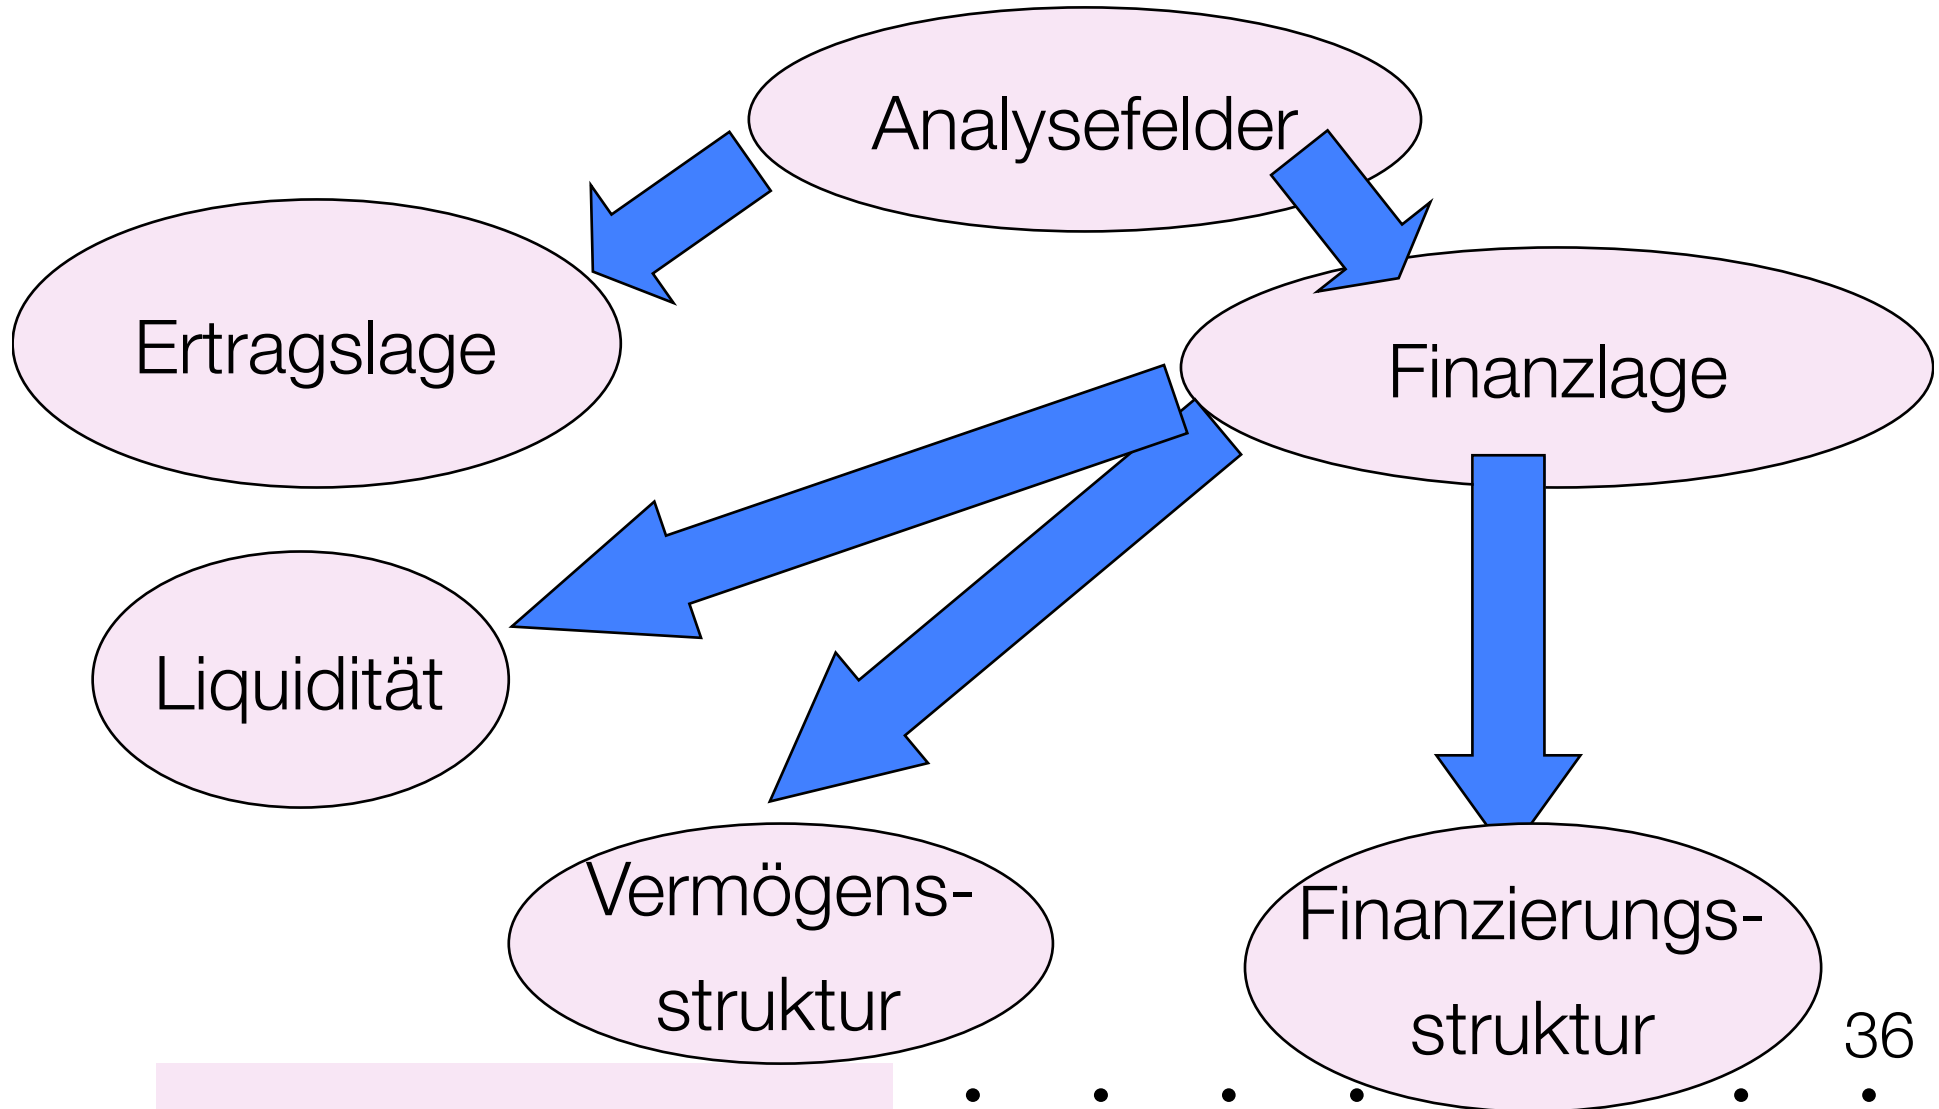 Analysefelder
Ertragslage
Finanzlage
Liquidität
Vermögens-
struktur
Finanzierungs-
struktur
36